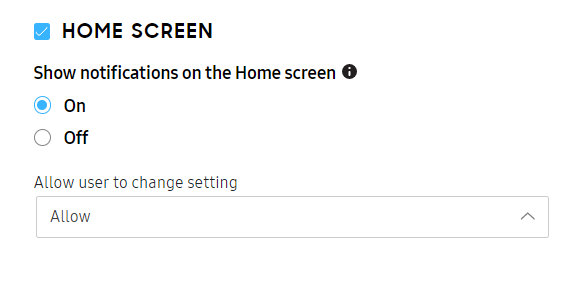 HOME SCREEN
Show notifications on the Home screen
On
Off
Allow user to change setting
Allow